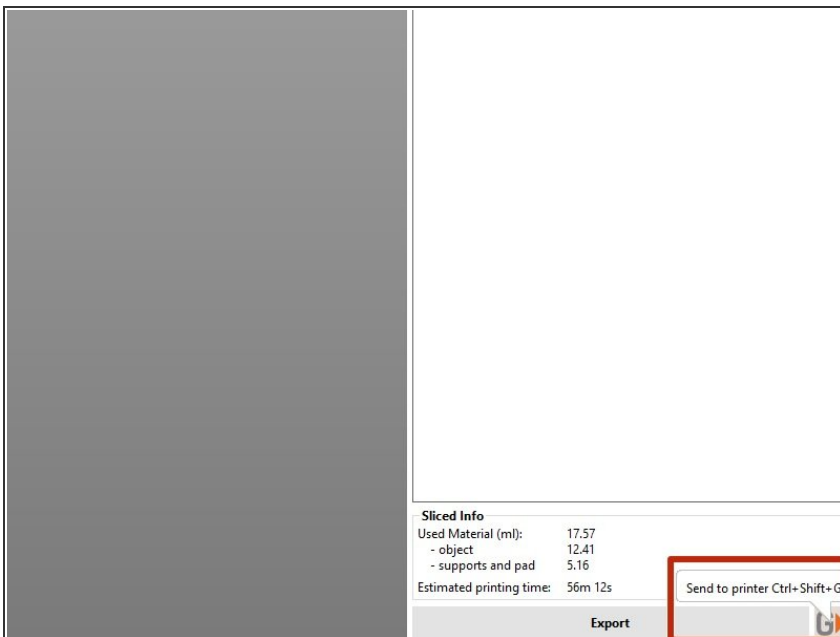 Sliced Info
Used Material (ml): 17.57
- object 12.41
- supports and pad 5.16
Estimated printing time: 56m 12s
Send to printer Ctrl+Shift+G
Export
G